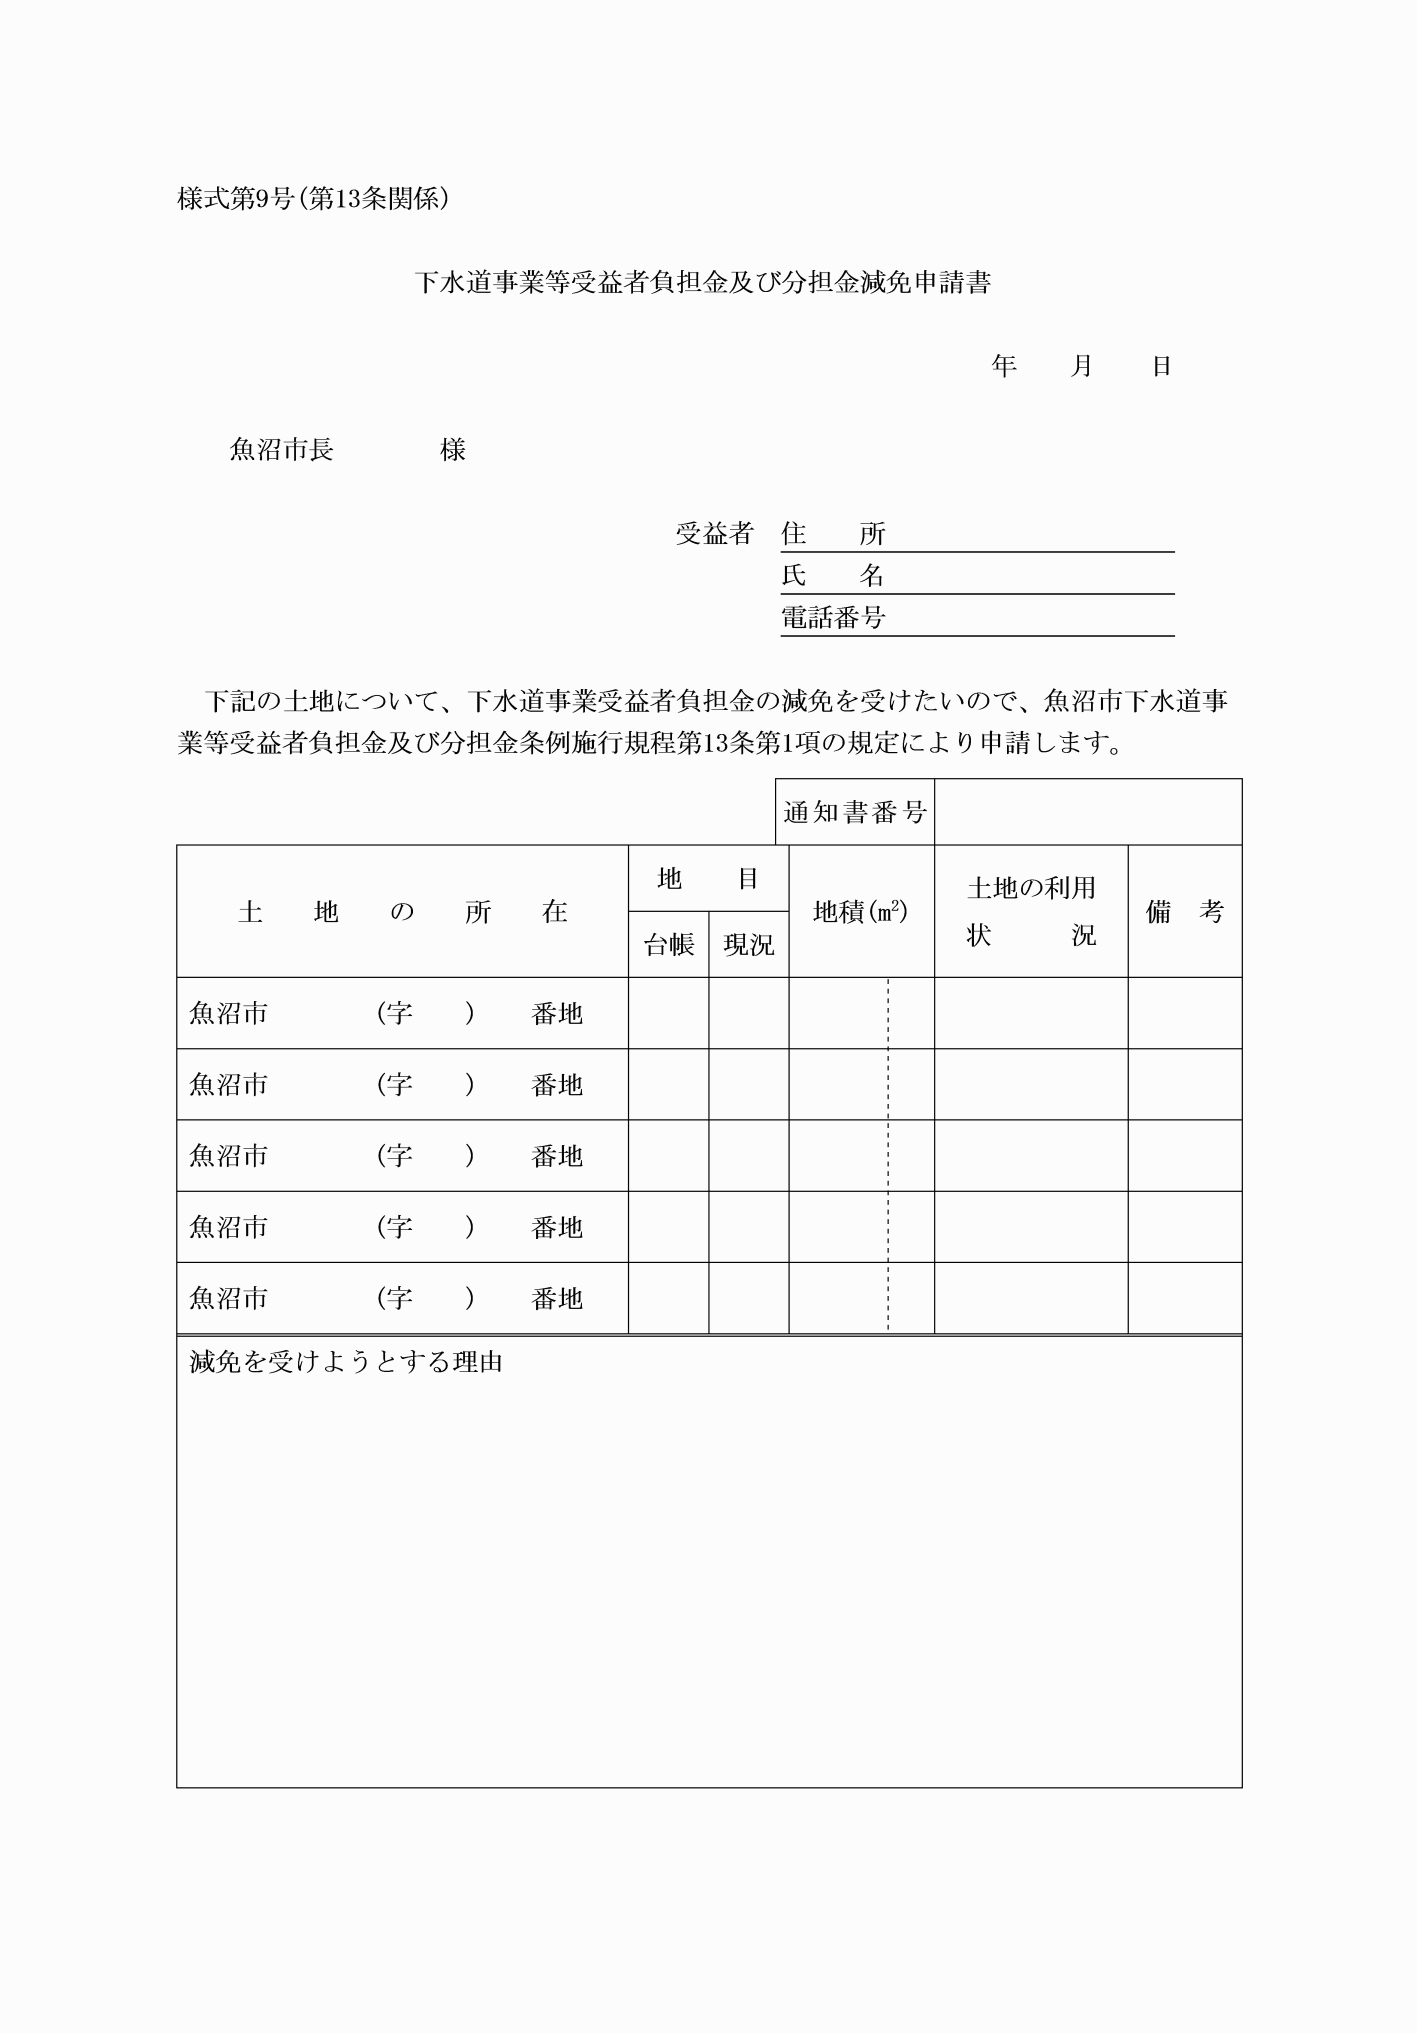 様式第9号(第13条関係)
下水道事業等受益者負担金及び分担金減免申請書
年　　月　　日
魚沼市長　　　　様
受益者　住　　所
氏　　名
電話番号
下記の土地について、下水道事業受益者負担金の減免を受けたいので、魚沼市下水道事
業等受益者負担金及び分担金条例施行規程第13条第1項の規定により申請します。
通知書番号
土　地　の　所　在
地　　目
台帳　現況
地積(㎡)
土地の利用
状　　　況
備　考
魚沼市　　　　(字　　)　　番地
魚沼市　　　　(字　　)　　番地
魚沼市　　　　(字　　)　　番地
魚沼市　　　　(字　　)　　番地
魚沼市　　　　(字　　)　　番地
減免を受けようとする理由